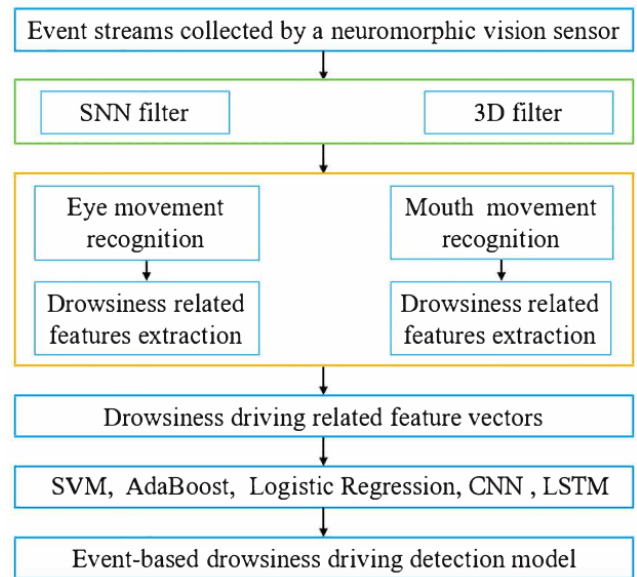 Event streams collected by a neuromorphic vision sensor
SNN filter
3D filter
Eye movement
recognition
Drowsiness related
features extraction
Mouth movement
recognition
Drowsiness related
features extraction
Drowsiness driving related feature vectors
SVM, AdaBoost, Logistic Regression, CNN , LSTM
Event-based drowsiness driving detection model